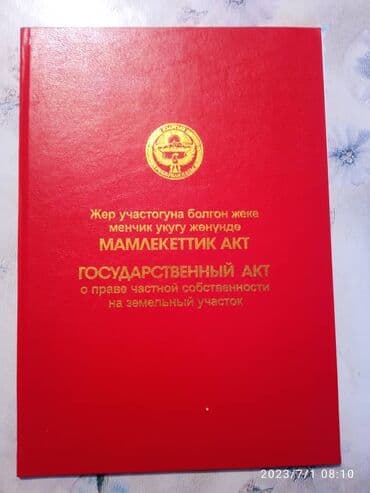 Жер участогуна болгон жеке
менчик укугу жөнүндө
МАМЛЕКЕТТИК АКТ
ГОСУДАРСТВЕННЫЙ АКТ
о праве частной собственности
на земельный участок
2023/7/1 08:10